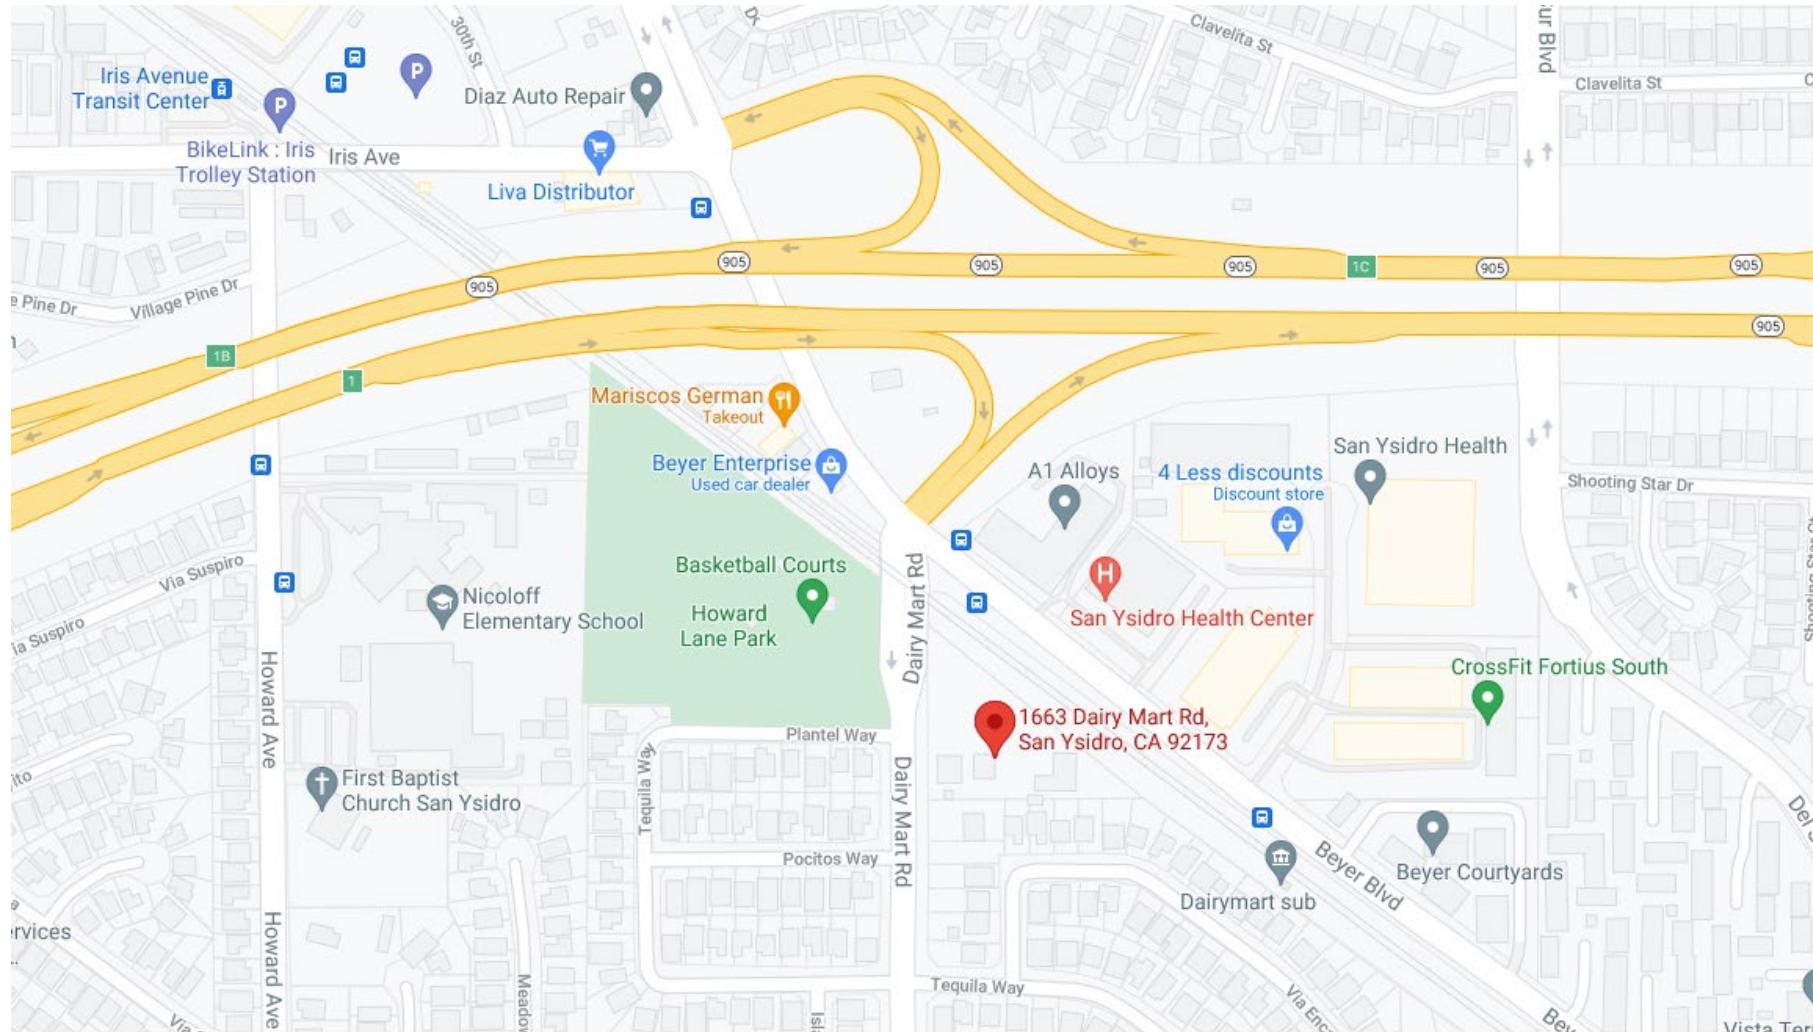 30th St
Clavelita St
Clavelita St
Iris Avenue
Transit Center
P
P
Diaz Auto Repair
BikeLink : Iris
Trolley Station
Iris Ave
Liva Distributor
905
905
905
905
905
905
905
1C
Village Pine Dr
Pine Dr
1B
1
Mariscos German
Takeout
Beyer Enterprise
Used car dealer
A1 Alloys
4 Less discounts
Discount store
San Ysidro Health
Shooting Star Dr
Via Suspiro
Nicoloff
Elementary School
Basketball Courts
Howard
Lane Park
Dairy Mart Rd
H
San Ysidro Health Center
CrossFit Fortius South
Howard Ave
1663 Dairy Mart Rd,
San Ysidro, CA 92173
Plantel Way
Tequila Way
First Baptist
Church San Ysidro
Dairy Mart Rd
Pocitos Way
Beyer Blvd
Beyer Courtyards
Dairymart sub
Howard Ave
Tequila Way